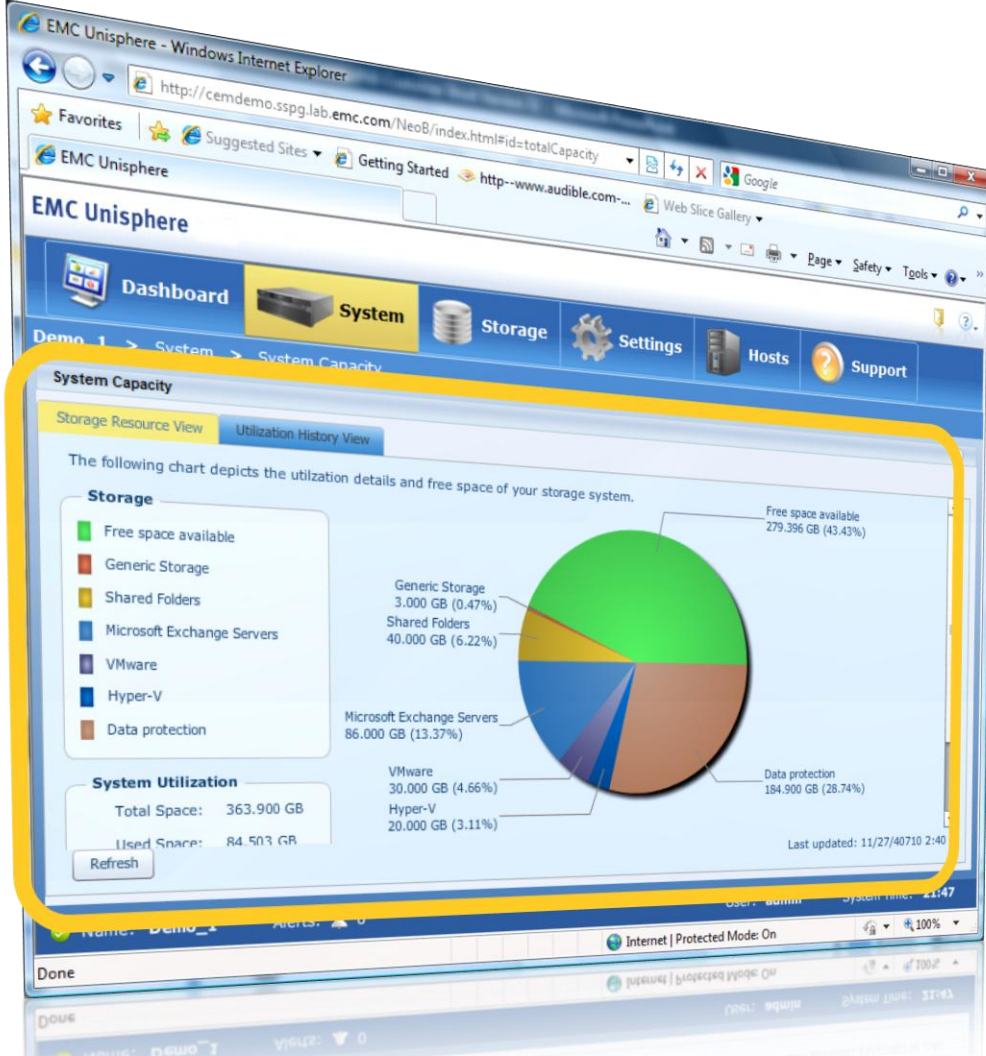 EMC Unisphere - Windows Internet Explorer
http://cemdemo.sspg.lab.emc.com/NeoB/index.html#id=totalCapacity
Google
Favorites
Suggested Sites
Getting Started
http--www.audible.com-...
Web Slice Gallery
EMC Unisphere
Page
Safety
Tools
EMC Unisphere
Dashboard
System
Storage
Settings
Hosts
Support
Demo_1 > System > System Capacity
System Capacity
Storage Resource View
Utilization History View
The following chart depicts the utilzation details and free space of your storage system.
Storage
Free space available
Generic Storage
Shared Folders
Microsoft Exchange Servers
VMware
Hyper-V
Data protection
Free space available
279.396 GB (43.43%)
Generic Storage
3.000 GB (0.47%)
Shared Folders
40.000 GB (6.22%)
Microsoft Exchange Servers
86.000 GB (13.37%)
VMware
30.000 GB (4.66%)
Hyper-V
20.000 GB (3.11%)
Data protection
184.900 GB (28.74%)
System Utilization
Total Space: 363.900 GB
Used Space: 84.503 GB
Refresh
Last updated: 11/27/40710 2:40
Name: Demo_1
Alerts: 0
User: admin
System Time: 21:47
Done
Internet | Protected Mode: On
100%